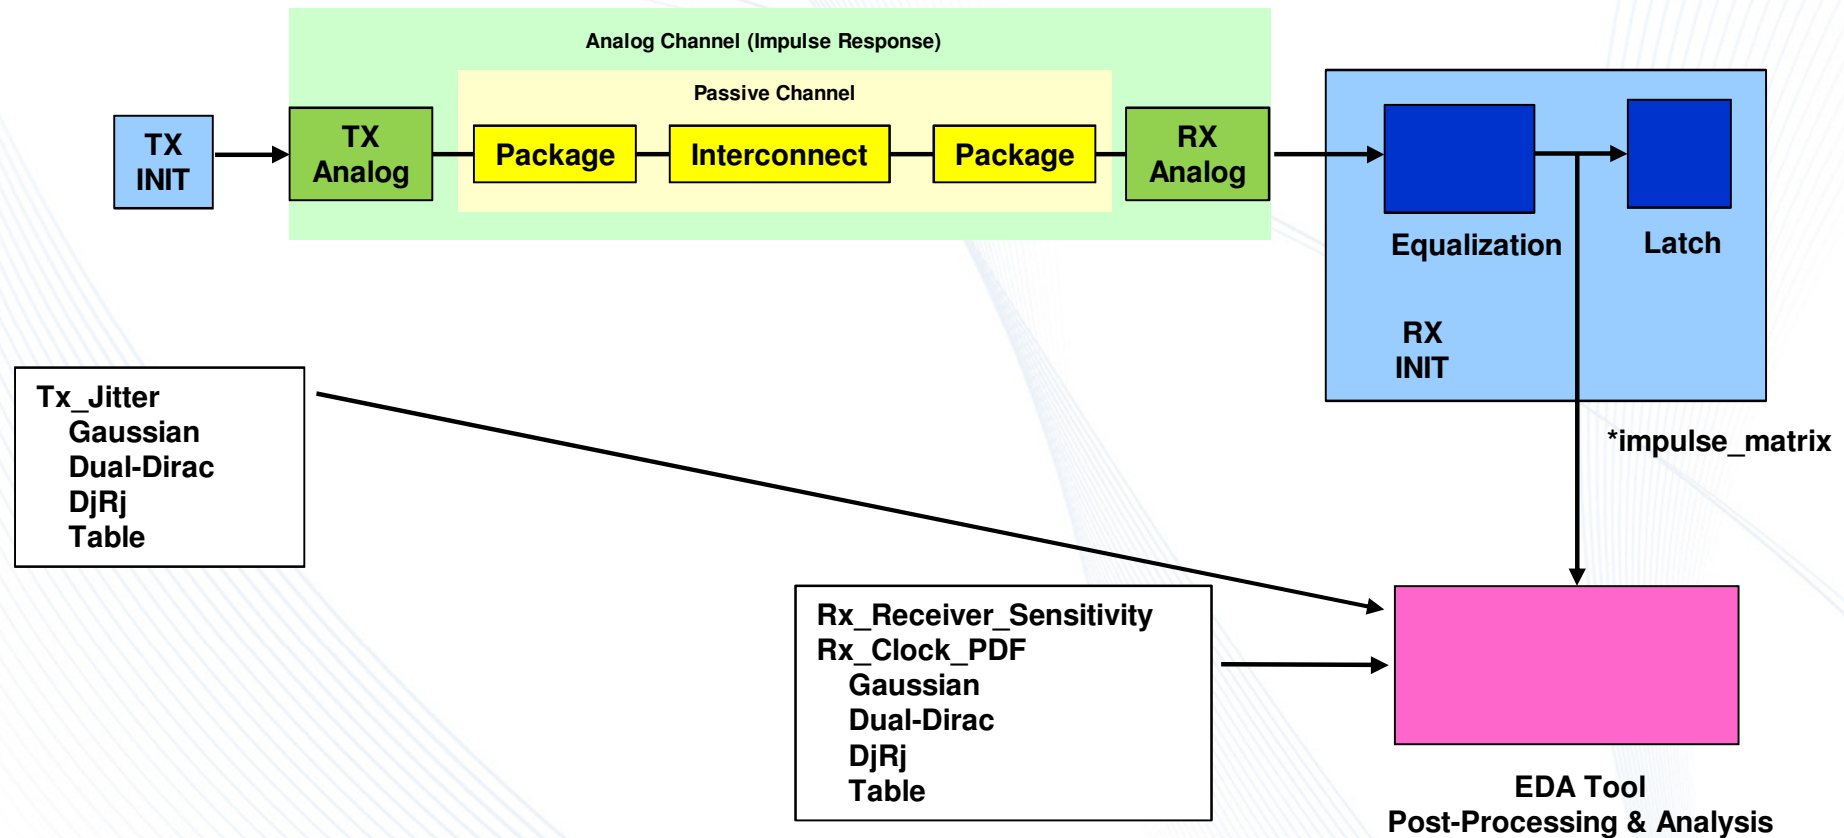 Analog Channel (Impulse Response)
Passive Channel
TX
INIT
TX
Analog
Package
Interconnect
Package
RX
Analog
Equalization
Latch
RX
INIT
*impulse_matrix
Tx_Jitter
Gaussian
Dual-Dirac
DjRj
Table
Rx_Receiver_Sensitivity
Rx_Clock_PDF
Gaussian
Dual-Dirac
DjRj
Table
EDA Tool
Post-Processing & Analysis